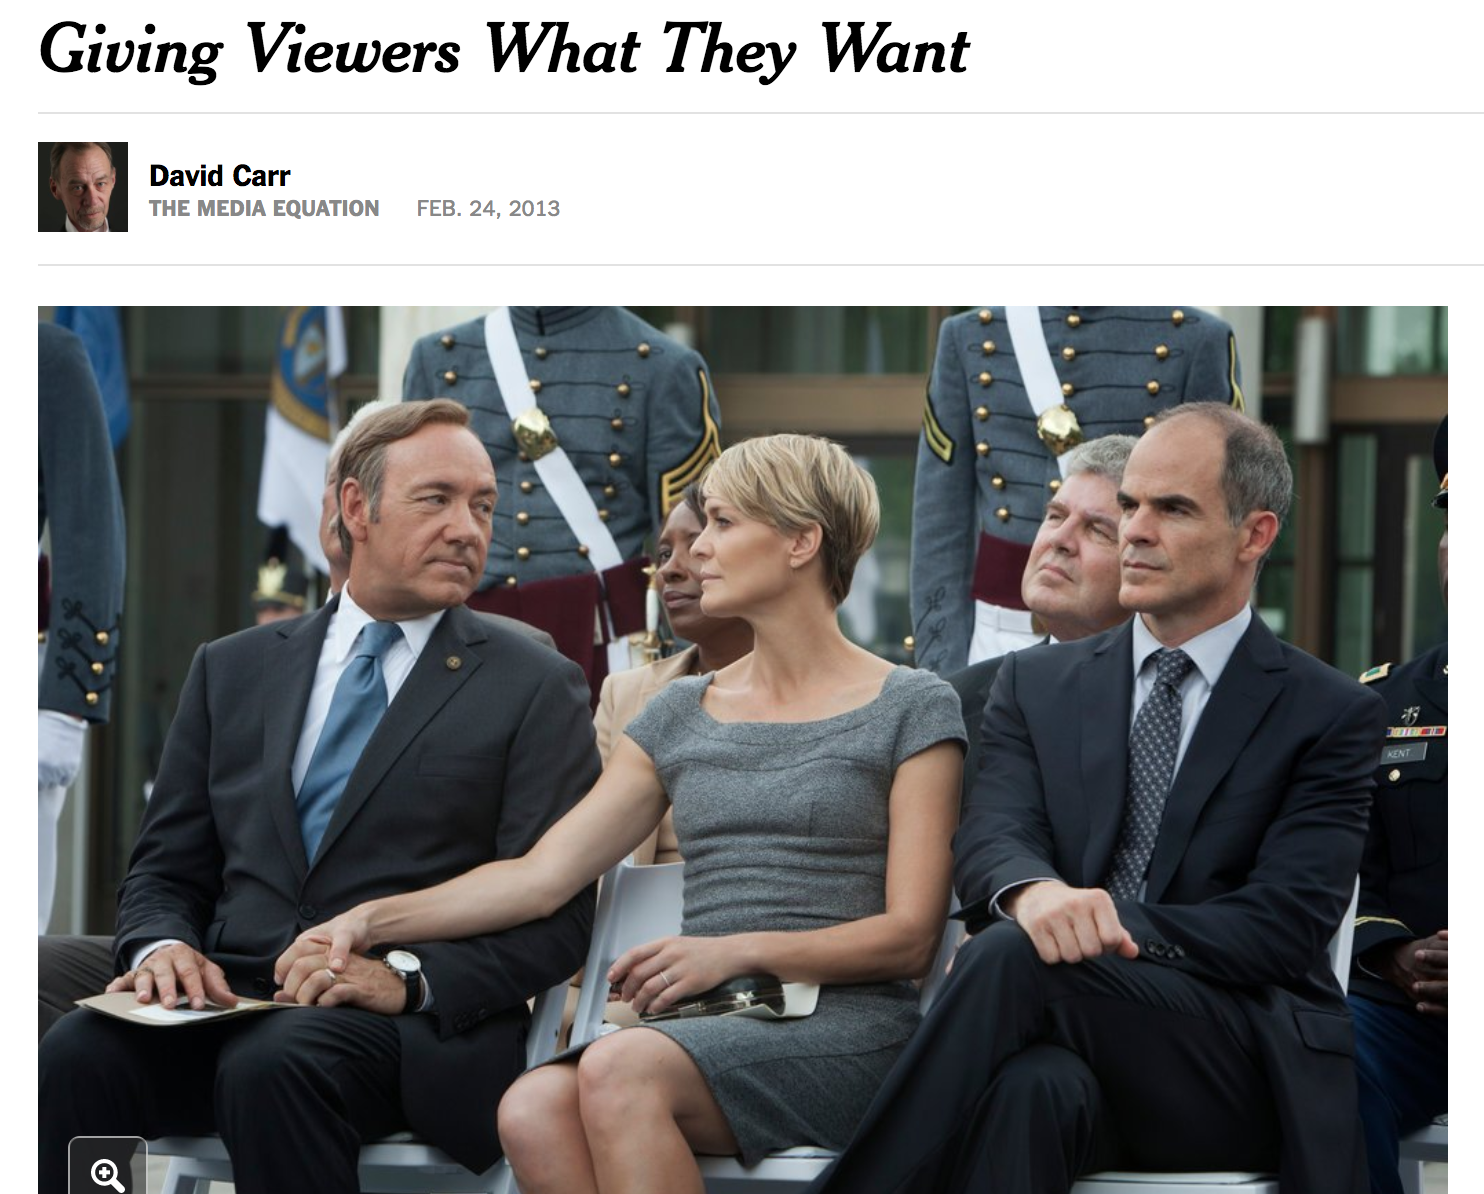 Giving Viewers What They Want
David Carr
THE MEDIA EQUATION FEB. 24, 2013
KENT